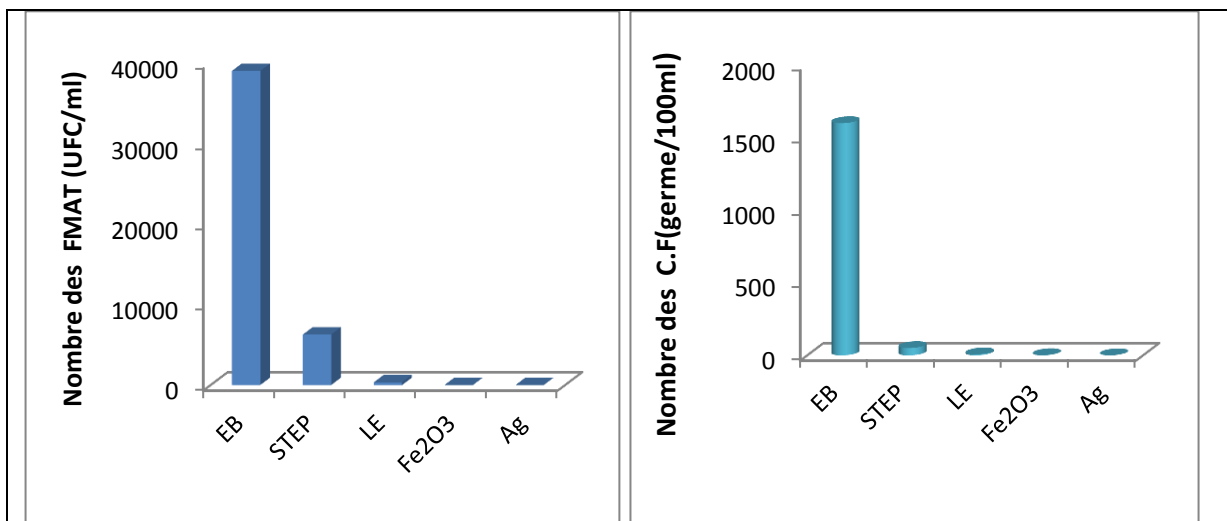 Nombre des FMAT (UFC/ml)
40000
30000
20000
10000
0
EB
STEP
LE
Fe2O3
Ag
Nombre des C.F(germe/100ml)
2000
1500
1000
500
0
EB
STEP
LE
Fe2O3
Ag